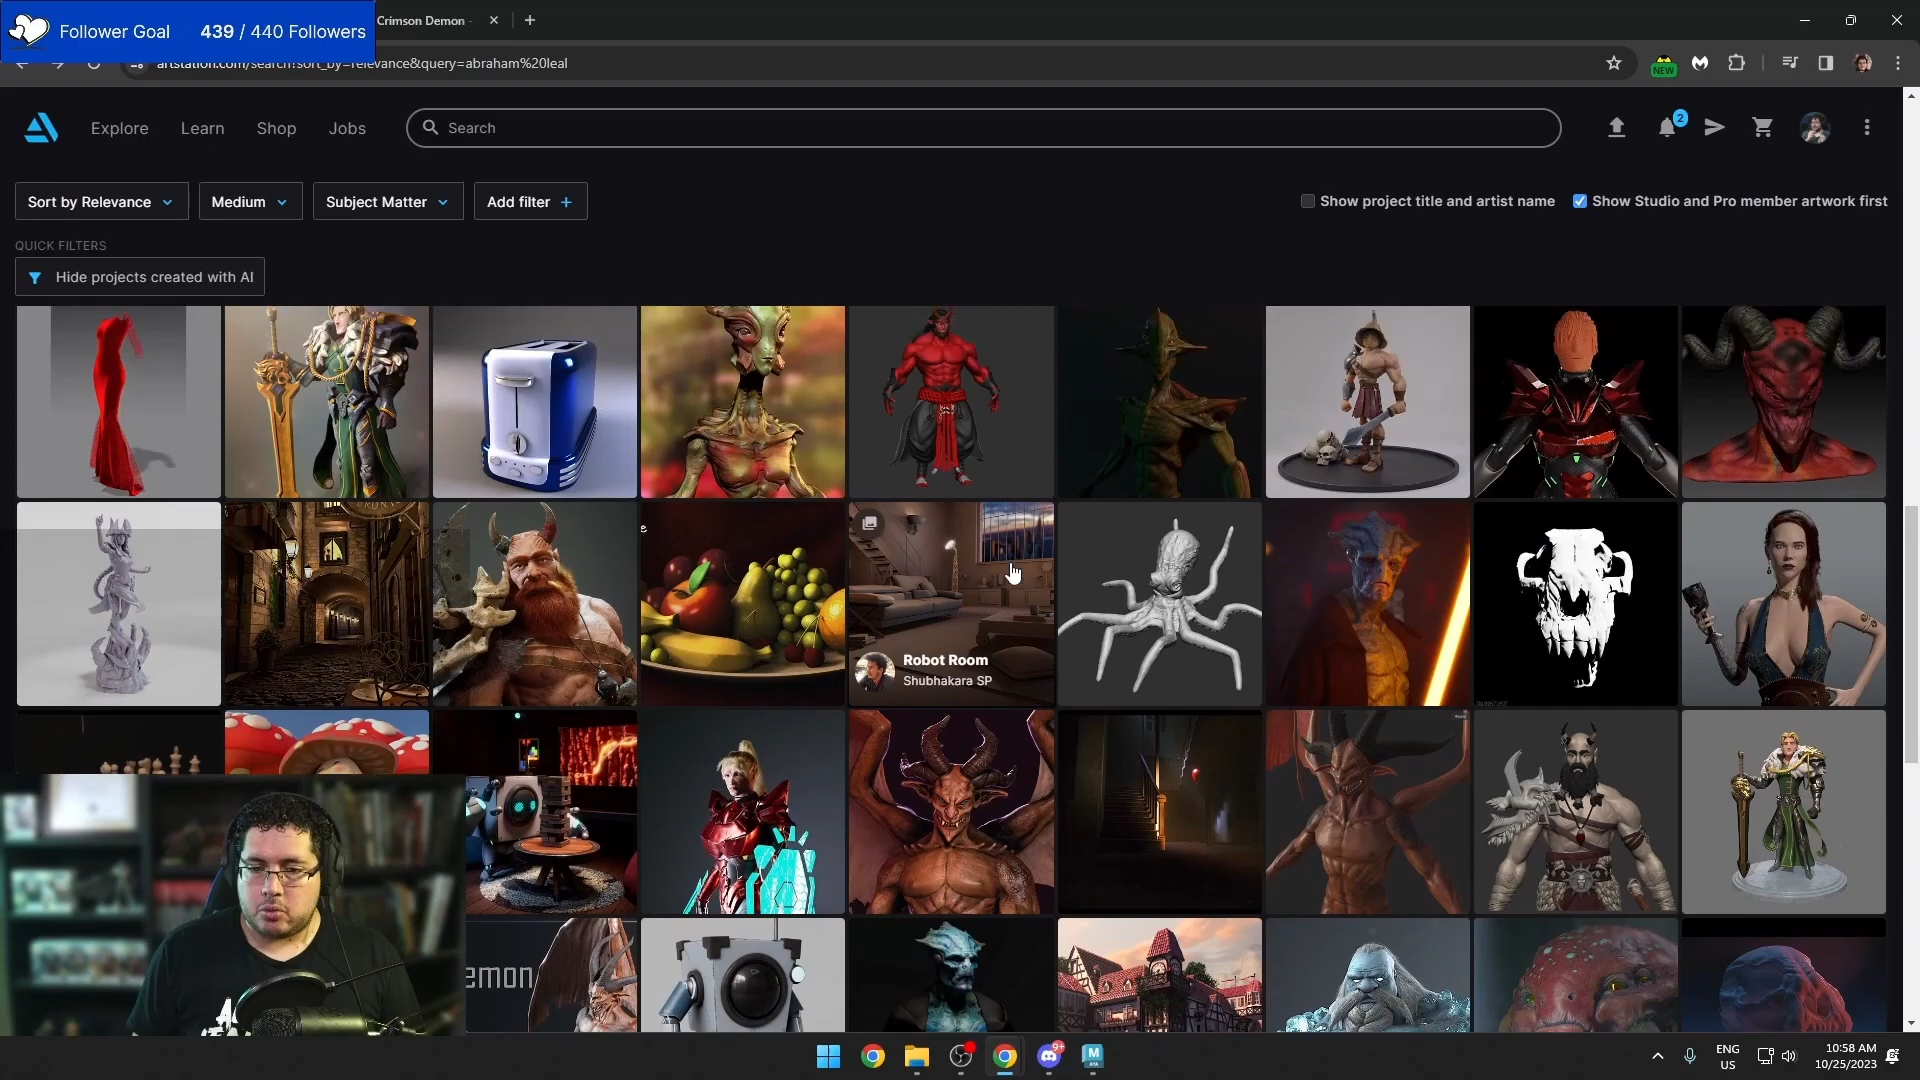 Follower Goal 439 / 440 Followers
Crimson Demon -
artstation.com/search?sort_by=relevance&query=abraham%20leal
NEW
Explore Learn Shop Jobs Search
2
Sort by Relevance Medium Subject Matter Add filter +
Show project title and artist name Show Studio and Pro member artwork first
QUICK FILTERS
Hide projects created with AI
Robot Room
Shubhakara SP
emon
9+
M
ENG
US
10:58 AM
10/25/2023